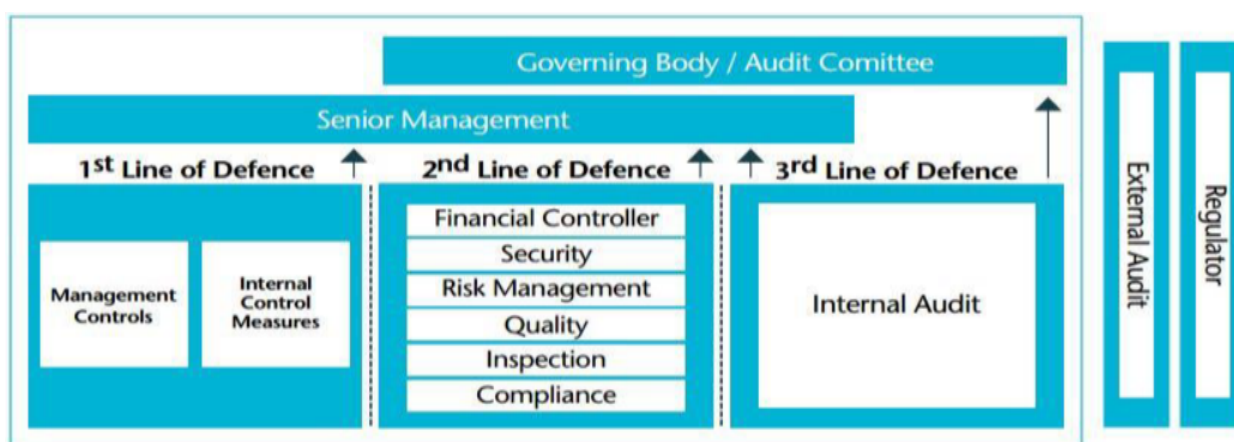 Governing Body / Audit Comittee
Senior Management
1st Line of Defence
2nd Line of Defence
3rd Line of Defence
Management
Controls
Internal
Control
Measures
Financial Controller
Security
Risk Management
Quality
Inspection
Compliance
Internal Audit
External Audit
Regulator